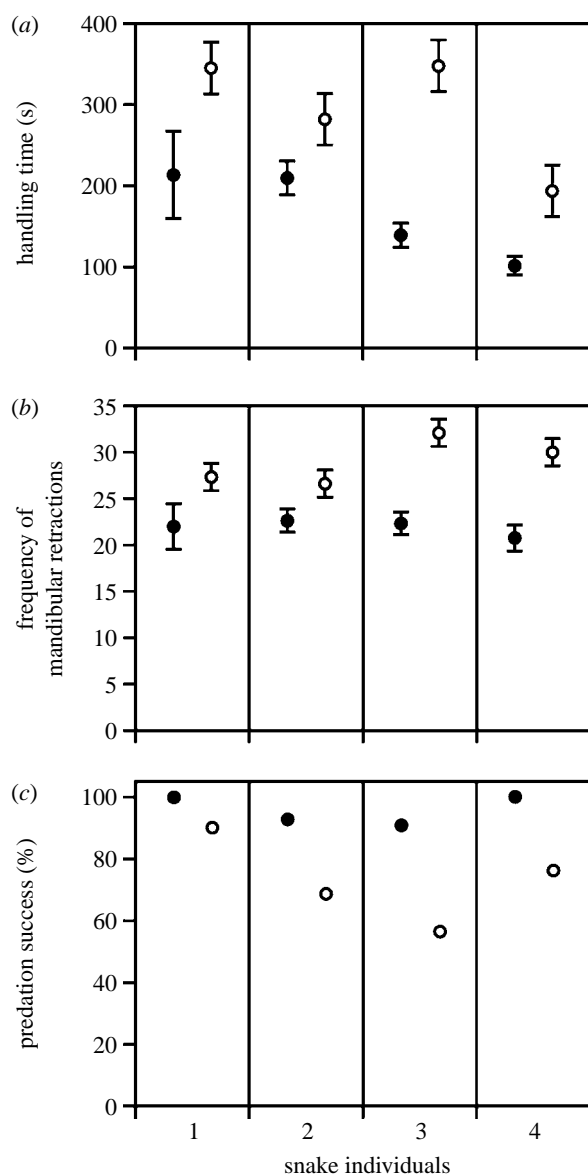 (a)
400
300
200
100
0
handling time (s)
(b)
35
30
25
20
15
10
5
0
frequency of
mandibular retractions
(c)
100
80
60
40
20
0
predation success (%)
1 2 3 4
snake individuals